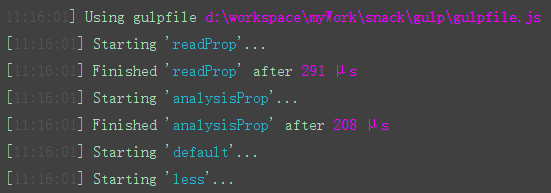 11:16:01] Using gulpfile d:\workspace\myWork\snack\gulp\gulpfile.js
[11:16:01] Starting 'readProp'...
[11:16:01] Finished 'readProp' after 291 μs
[11:16:01] Starting 'analysisProp'...
[11:16:01] Finished 'analysisProp' after 208 μs
[11:16:01] Starting 'default'...
[11:16:01] Starting 'less'...